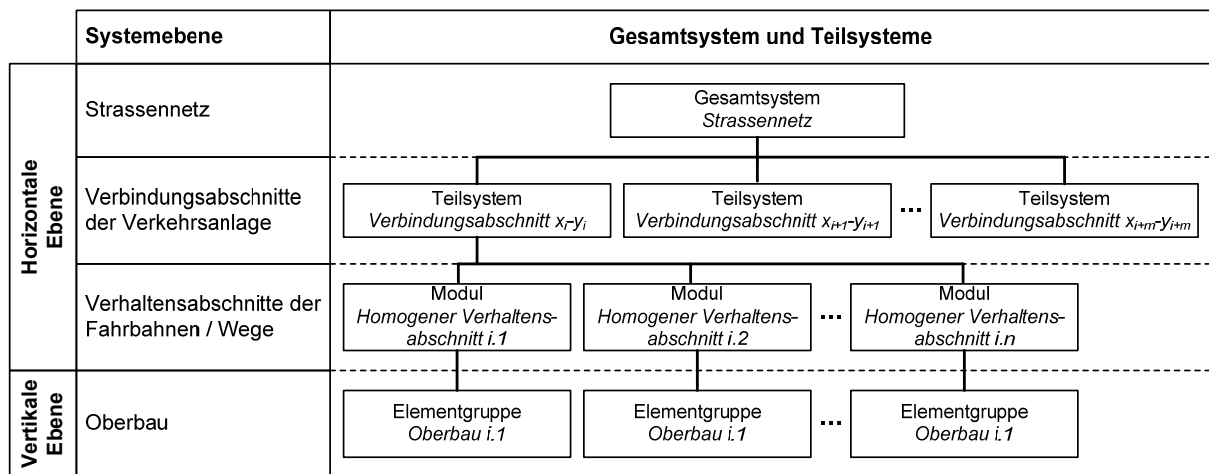 Systemebene
Gesamtsystem und Teilsysteme
Horizontale
Ebene
Strassennetz
Gesamtsystem
Strassennetz
Verbindungsabschnitte
der Verkehrsanlage
Teilsystem
Verbindungsabschnitt xi-yi
Teilsystem
Verbindungsabschnitt xi+1-yi+1
...
Teilsystem
Verbindungsabschnitt xi+m-yi+m
Verhaltensabschnitte der
Fahrbahnen / Wege
Modul
Homogener Verhaltens-
abschnitt i.1
Modul
Homogener Verhaltens-
abschnitt i.2
...
Modul
Homogener Verhaltens-
abschnitt i.n
Vertikale
Ebene
Oberbau
Elementgruppe
Oberbau i.1
Elementgruppe
Oberbau i.1
...
Elementgruppe
Oberbau i.1